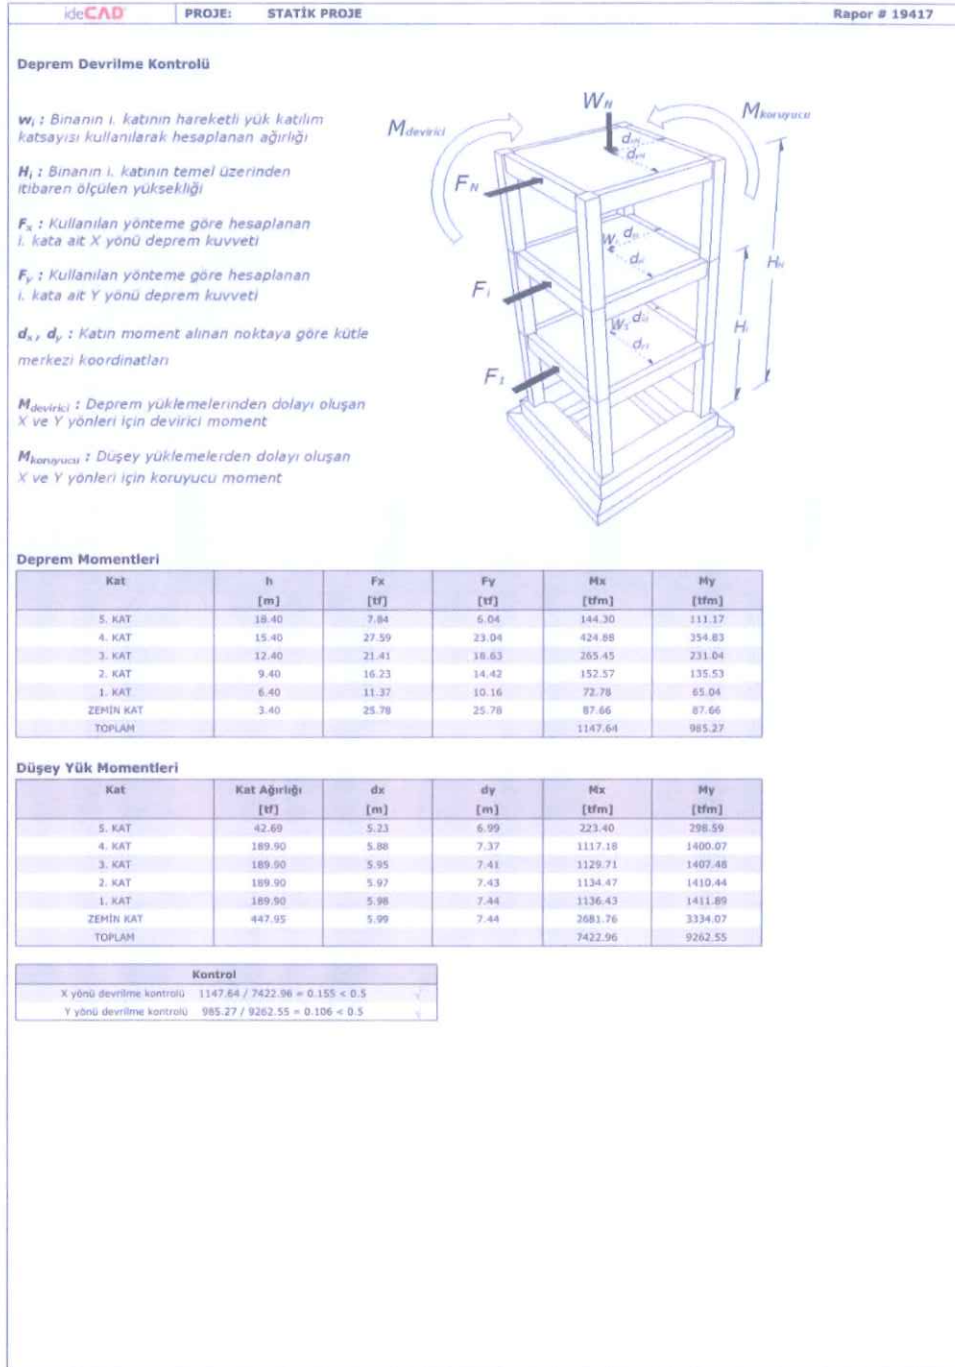 ideCAD PROJE: STATİK PROJE Rapor # 19417
Deprem Devrilme Kontrolü
wi : Binanın i. katının hareketli yük katılım
katsayısı kullanılarak hesaplanan ağırlığı
Hi : Binanın i. katının temel üzerinden
itibaren ölçülen yüksekliği
Fx : Kullanılan yönteme göre hesaplanan
i. kata ait X yönü deprem kuvveti
Fy : Kullanılan yönteme göre hesaplanan
i. kata ait Y yönü deprem kuvveti
dx, dy : Katın moment alınan noktaya göre kütle
merkezi koordinatları
Mdevirici : Deprem yüklemelerinden dolayı oluşan
X ve Y yönleri için devirici moment
Mkoruyucu : Düşey yüklemelerden dolayı oluşan
X ve Y yönleri için koruyucu moment
WN
Mdevirici
Mkoruyucu
FN
Fi
F1
HN
Hi
Deprem Momentleri
Kat h Fx Fy Mx My
[m] [tf] [tf] [tfm] [tfm]
5. KAT 18.40 7.84 6.04 144.30 111.17
4. KAT 15.40 27.59 23.04 424.88 354.83
3. KAT 12.40 21.41 18.63 265.45 231.04
2. KAT 9.40 16.23 14.42 152.57 135.53
1. KAT 6.40 11.37 10.16 72.78 65.04
ZEMİN KAT 3.40 25.78 25.78 87.66 87.66
TOPLAM 1147.64 985.27
Düşey Yük Momentleri
Kat Kat Ağırlığı dx dy Mx My
[tf] [m] [m] [tfm] [tfm]
5. KAT 42.69 5.23 6.99 223.40 298.59
4. KAT 189.90 5.88 7.37 1117.18 1400.07
3. KAT 189.90 5.95 7.41 1129.71 1407.48
2. KAT 189.90 5.97 7.43 1134.47 1410.44
1. KAT 189.90 5.98 7.44 1136.43 1411.89
ZEMİN KAT 447.95 5.99 7.44 2681.76 3334.07
TOPLAM 7422.96 9262.55
Kontrol
X yönü devrilme kontrolü 1147.64 / 7422.96 = 0.155 < 0.5 √
Y yönü devrilme kontrolü 985.27 / 9262.55 = 0.106 < 0.5 √